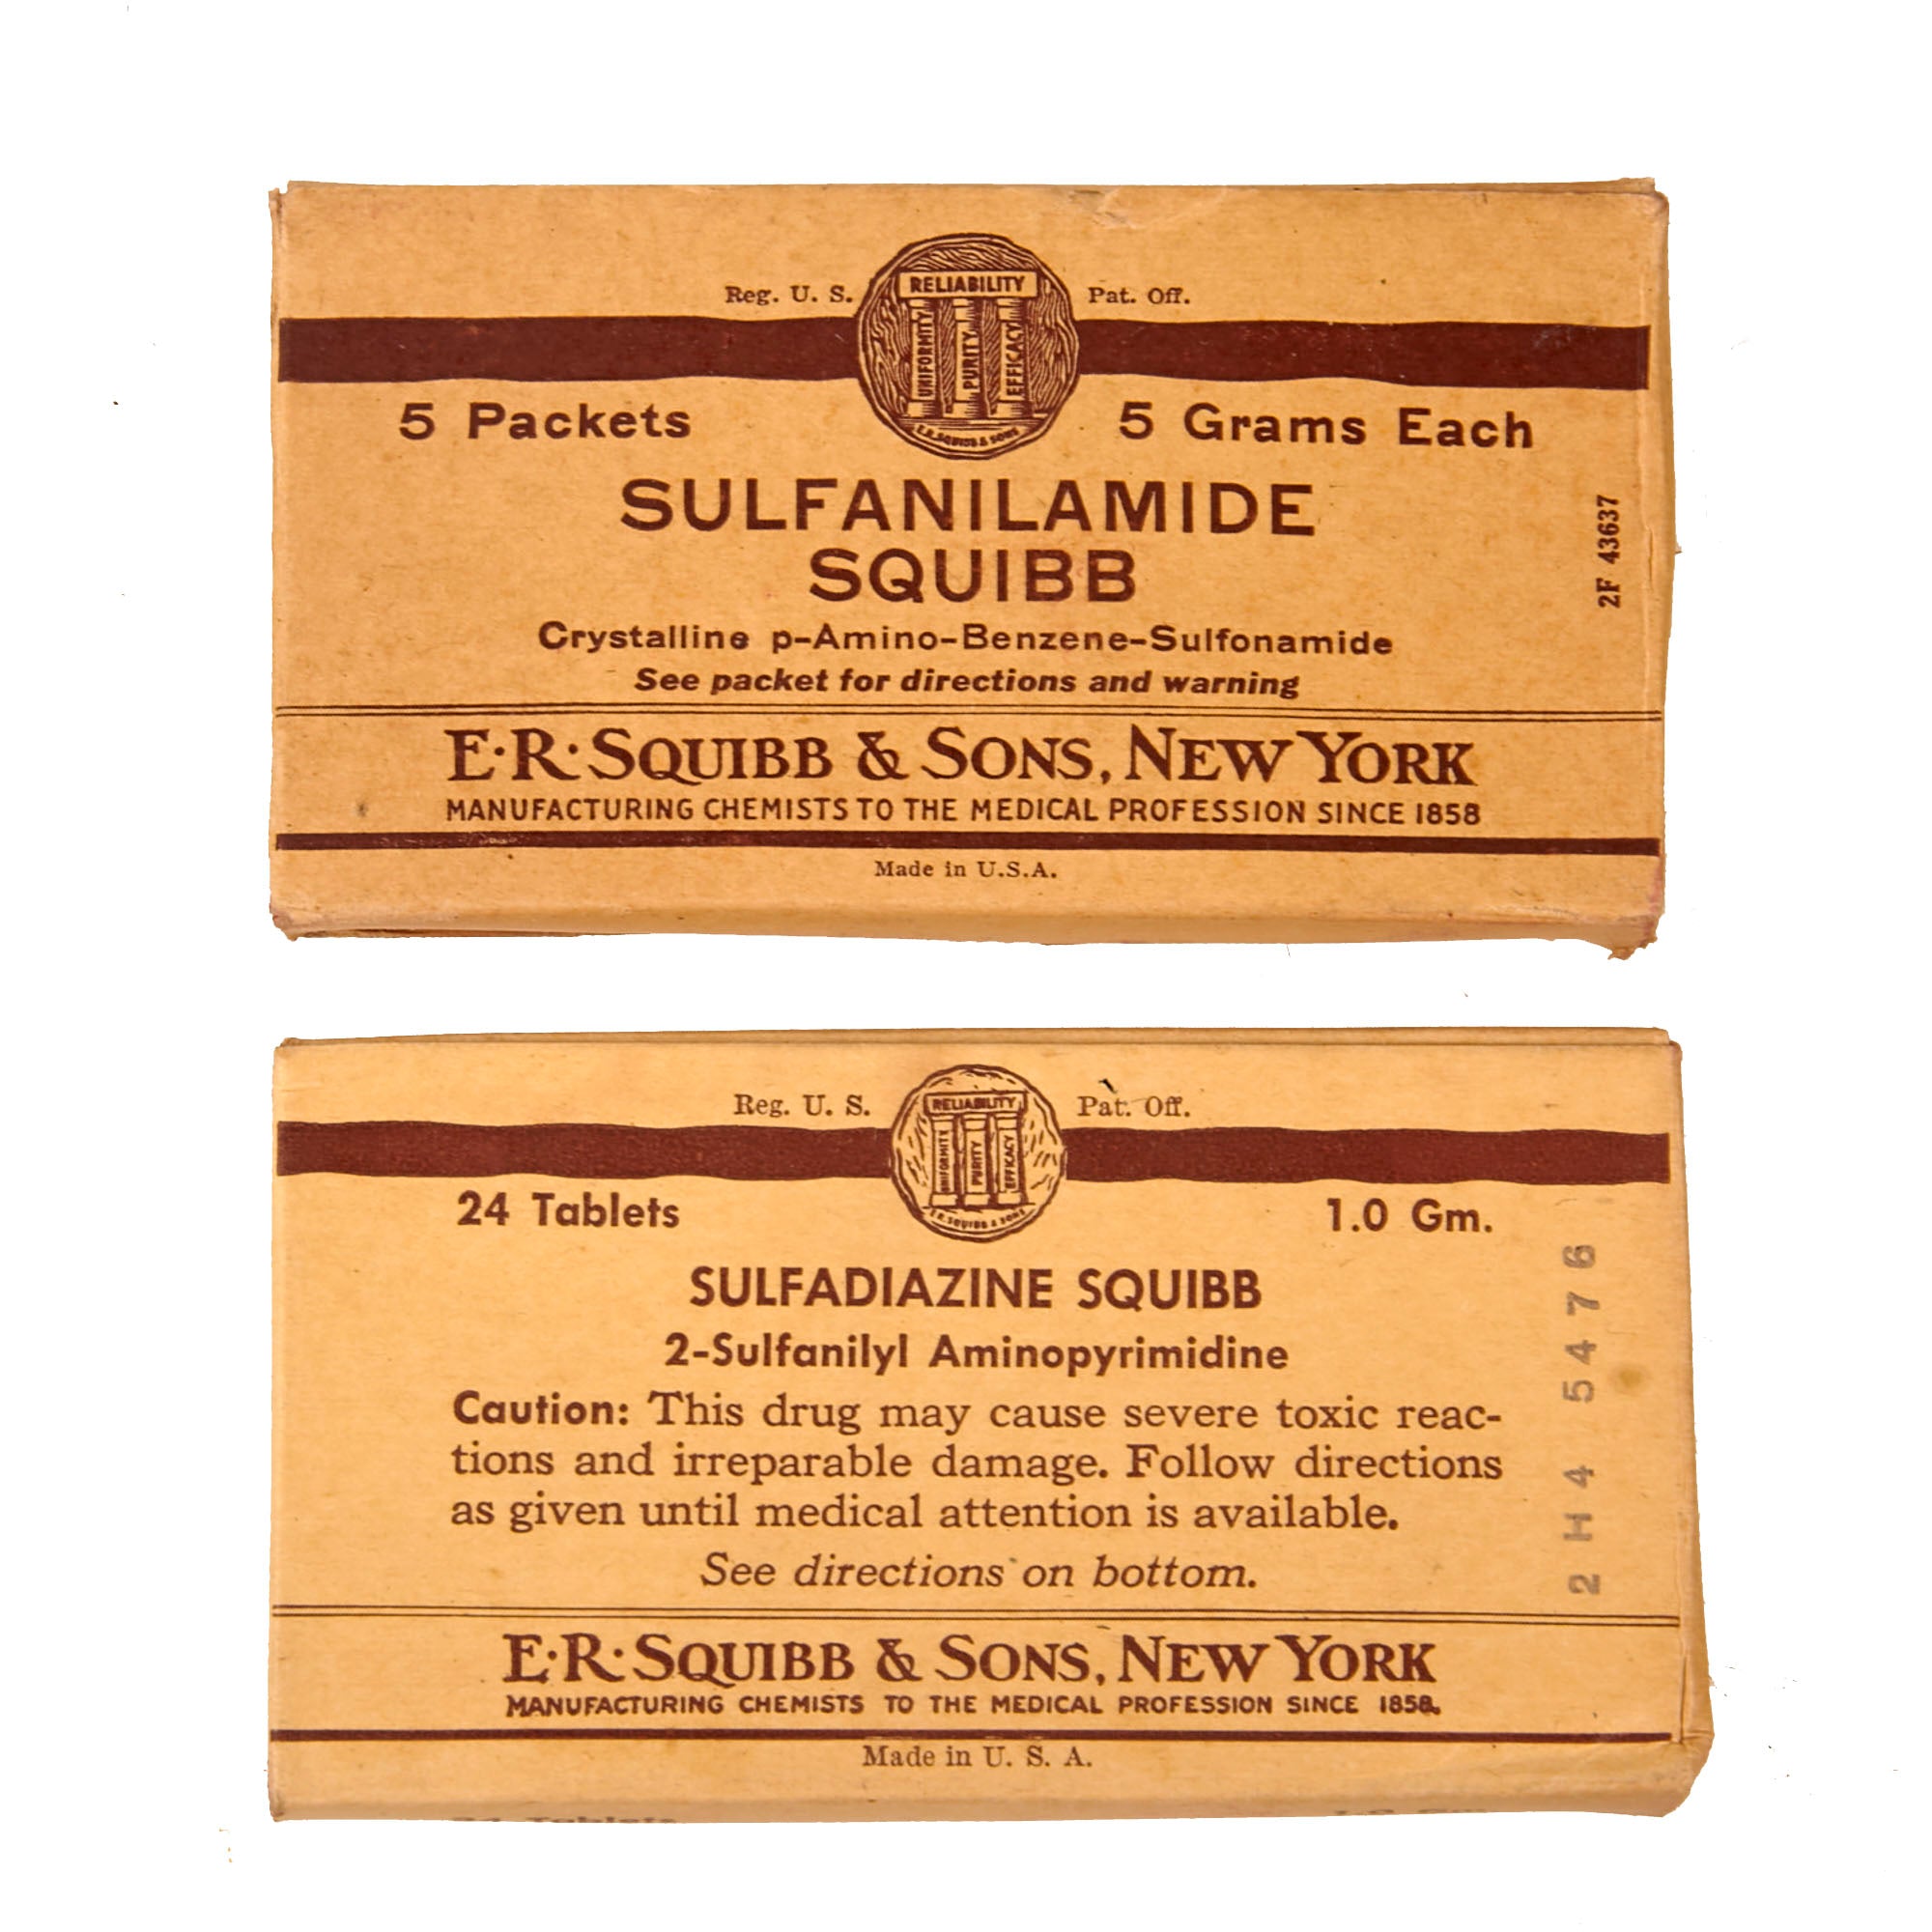 Reg. U. S. Pat. Off.
RELIABILITY
UNIFORMITY
PURITY
EFFICACY
E.R.SQUIBB & SONS
5 Packets 5 Grams Each
SULFANILAMIDE
SQUIBB
2F 43637
Crystalline p-Amino-Benzene-Sulfonamide
See packet for directions and warning
E·R·SQUIBB & SONS, NEW YORK
MANUFACTURING CHEMISTS TO THE MEDICAL PROFESSION SINCE 1858
Made in U.S.A.
Reg. U. S. Pat. Off.
RELIABILITY
UNIFORMITY
PURITY
EFFICACY
E.R.SQUIBB & SONS
24 Tablets 1.0 Gm.
SULFADIAZINE SQUIBB
2-Sulfanilyl Aminopyrimidine
Caution: This drug may cause severe toxic reac-
tions and irreparable damage. Follow directions
as given until medical attention is available.
See directions on bottom.
2H4 5476
E·R·SQUIBB & SONS, NEW YORK
MANUFACTURING CHEMISTS TO THE MEDICAL PROFESSION SINCE 1858.
Made in U. S. A.
24 Tablets 1.0 Gm.